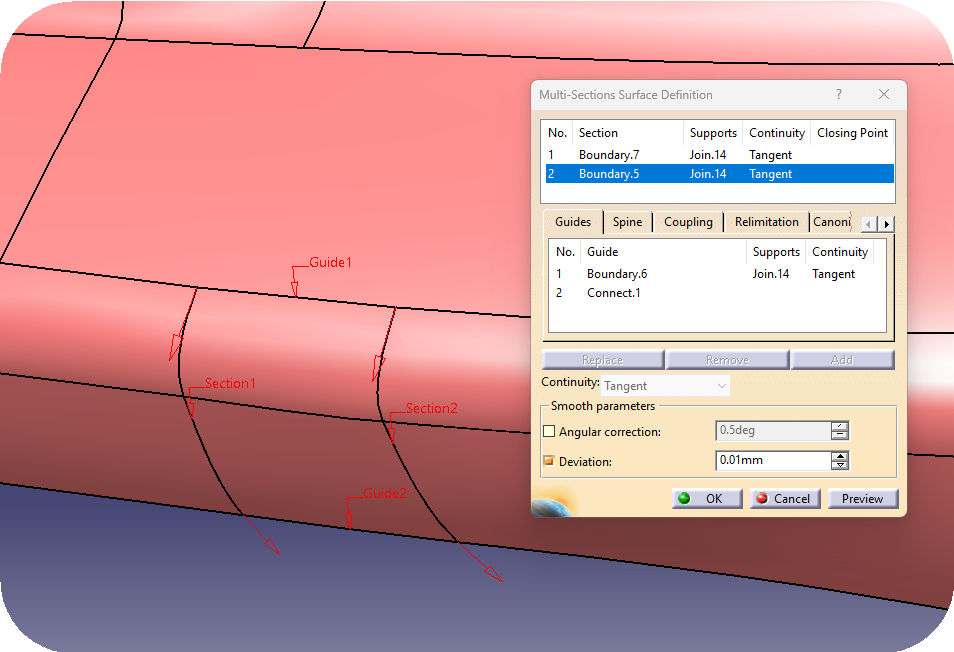 Multi-Sections Surface Definition ? ×
No. Section Supports Continuity Closing Point
1 Boundary.7 Join.14 Tangent
2 Boundary.5 Join.14 Tangent
Guides Spine Coupling Relimitation Canoni
No. Guide Supports Continuity
1 Boundary.6 Join.14 Tangent
2 Connect.1
Replace Remove Add
Continuity: Tangent
Smooth parameters
Angular correction: 0.5deg
Deviation: 0.01mm
OK Cancel Preview
Guide1
Section1
Section2
Guide2